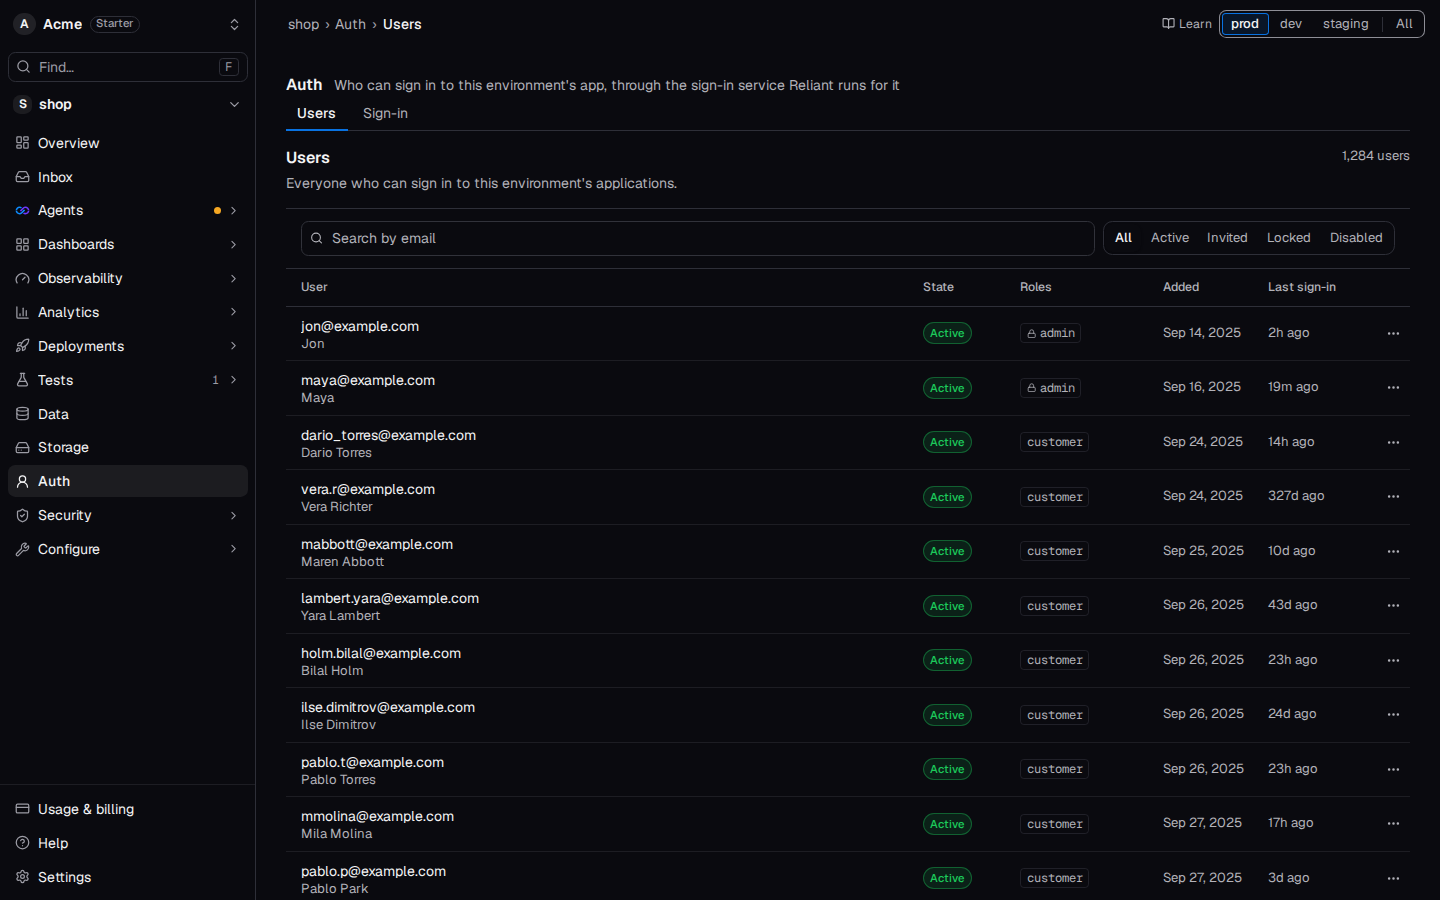 A Acme Starter
Find... F
S shop
Overview
Inbox
Agents
Dashboards
Observability
Analytics
Deployments
Tests 1
Data
Storage
Auth
Security
Configure
Usage & billing
Help
Settings
shop › Auth › Users
Learn prod dev staging All
Auth Who can sign in to this environment's app, through the sign-in service Reliant runs for it
Users Sign-in
Users 1,284 users
Everyone who can sign in to this environment's applications.
Search by email All Active Invited Locked Disabled
User State Roles Added Last sign-in
jon@example.com Active admin Sep 14, 2025 2h ago
Jon
maya@example.com Active admin Sep 16, 2025 19m ago
Maya
dario_torres@example.com Active customer Sep 24, 2025 14h ago
Dario Torres
vera.r@example.com Active customer Sep 24, 2025 327d ago
Vera Richter
mabbott@example.com Active customer Sep 25, 2025 10d ago
Maren Abbott
lambert.yara@example.com Active customer Sep 26, 2025 43d ago
Yara Lambert
holm.bilal@example.com Active customer Sep 26, 2025 23h ago
Bilal Holm
ilse.dimitrov@example.com Active customer Sep 26, 2025 24d ago
Ilse Dimitrov
pablo.t@example.com Active customer Sep 26, 2025 23h ago
Pablo Torres
mmolina@example.com Active customer Sep 27, 2025 17h ago
Mila Molina
pablo.p@example.com Active customer Sep 27, 2025 3d ago
Pablo Park